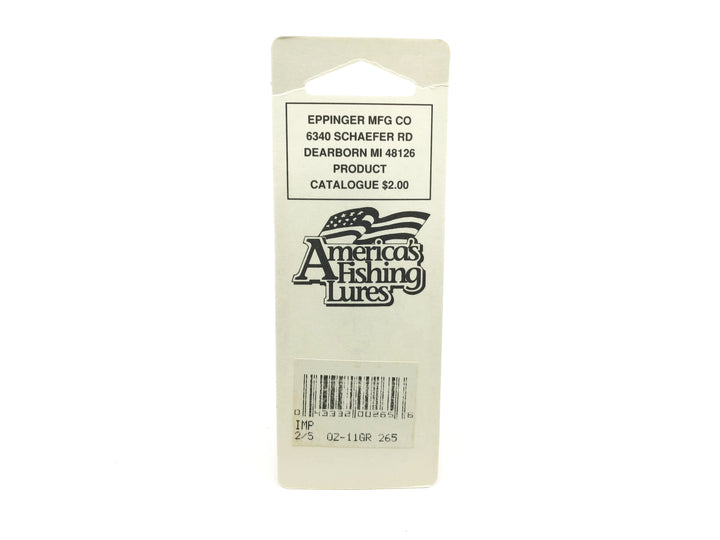 EPPINGER MFG CO
6340 SCHAEFER RD
DEARBORN MI 48126
PRODUCT
CATALOGUE $2.00
America's
Fishing
Lures
0 43332 00265 6
IMP
2/5 OZ-11GR 265